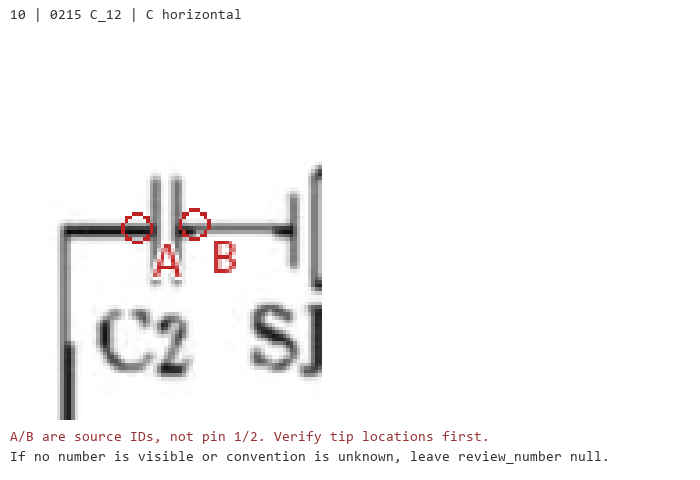 10 | 0215 C_12 | C horizontal
A B
C2
A/B are source IDs, not pin 1/2. Verify tip locations first.
If no number is visible or convention is unknown, leave review_number null.